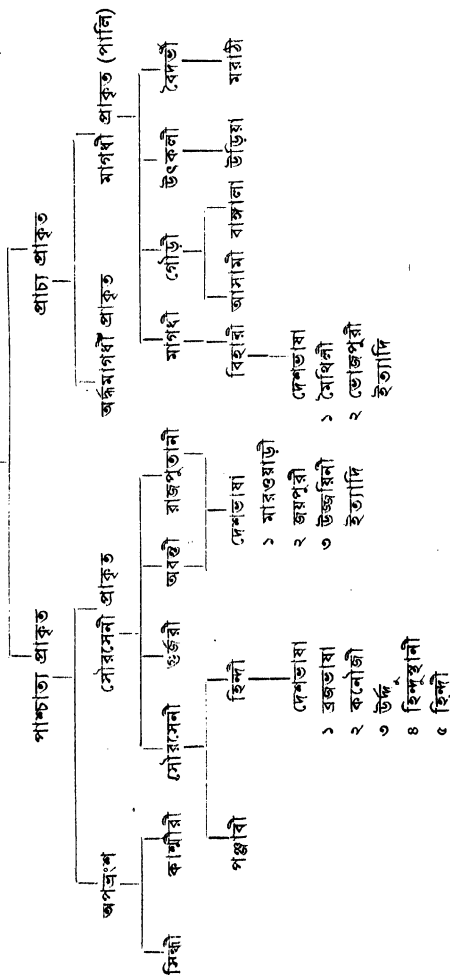 পাশ্চাত্য প্রাকৃত প্রাচ্য প্রাকৃত
অপভ্রংশ সৌরসেনী প্রাকৃত অর্দ্ধমাগধী প্রাকৃত মাগধী প্রাকৃত (পালি)
সিন্ধী কাশ্মীরী সৌরসেনী গুর্জরী অবন্তী রাজপুতানী মাগধী গৌড়ী উৎকলী বৈদর্ভী
পঞ্জাবী হিন্দী দেশভাষা বিহারী আসামী বাঙ্গালা উড়িয়া মরাঠী
দেশভাষা
১ ব্রজভাষা
২ কনোজী
৩ উর্দ্দু
৪ হিন্দুস্থানী
৫ হিন্দী
১ মারওয়াড়ী
২ জয়পুরী
৩ উজ্জয়িনী
ইত্যাদি
দেশভাষা
১ মৈথিলী
২ ভোজপুরী
ইত্যাদি